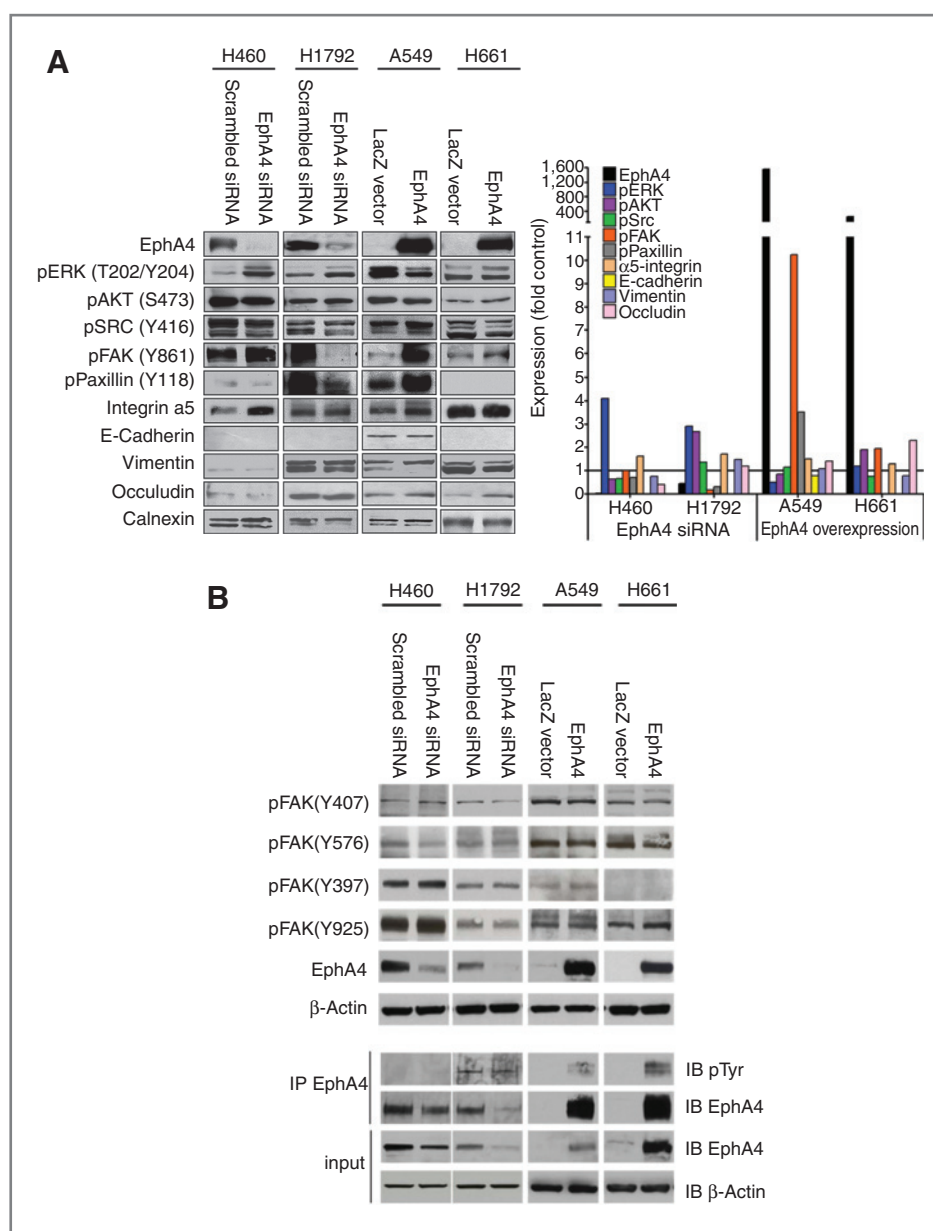 A
H460 H1792 A549 H661
Scrambled siRNA
EphA4 siRNA
Scrambled siRNA
EphA4 siRNA
LacZ vector
EphA4
LacZ vector
EphA4
EphA4
pERK (T202/Y204)
pAKT (S473)
pSRC (Y416)
pFAK (Y861)
pPaxillin (Y118)
Integrin a5
E-Cadherin
Vimentin
Occuludin
Calnexin
Expression (fold control)
1,600
1,200
800
400
11
10
9
8
7
6
5
4
3
2
1
0
EphA4
pERK
pAKT
pSrc
pFAK
pPaxillin
α5-integrin
E-cadherin
Vimentin
Occludin
H460 H1792 A549 H661
EphA4 siRNA EphA4 overexpression
B
H460 H1792 A549 H661
Scrambled siRNA
EphA4 siRNA
Scrambled siRNA
EphA4 siRNA
LacZ vector
EphA4
LacZ vector
EphA4
pFAK(Y407)
pFAK(Y576)
pFAK(Y397)
pFAK(Y925)
EphA4
β-Actin
IP EphA4
IB pTyr
IB EphA4
input
IB EphA4
IB β-Actin